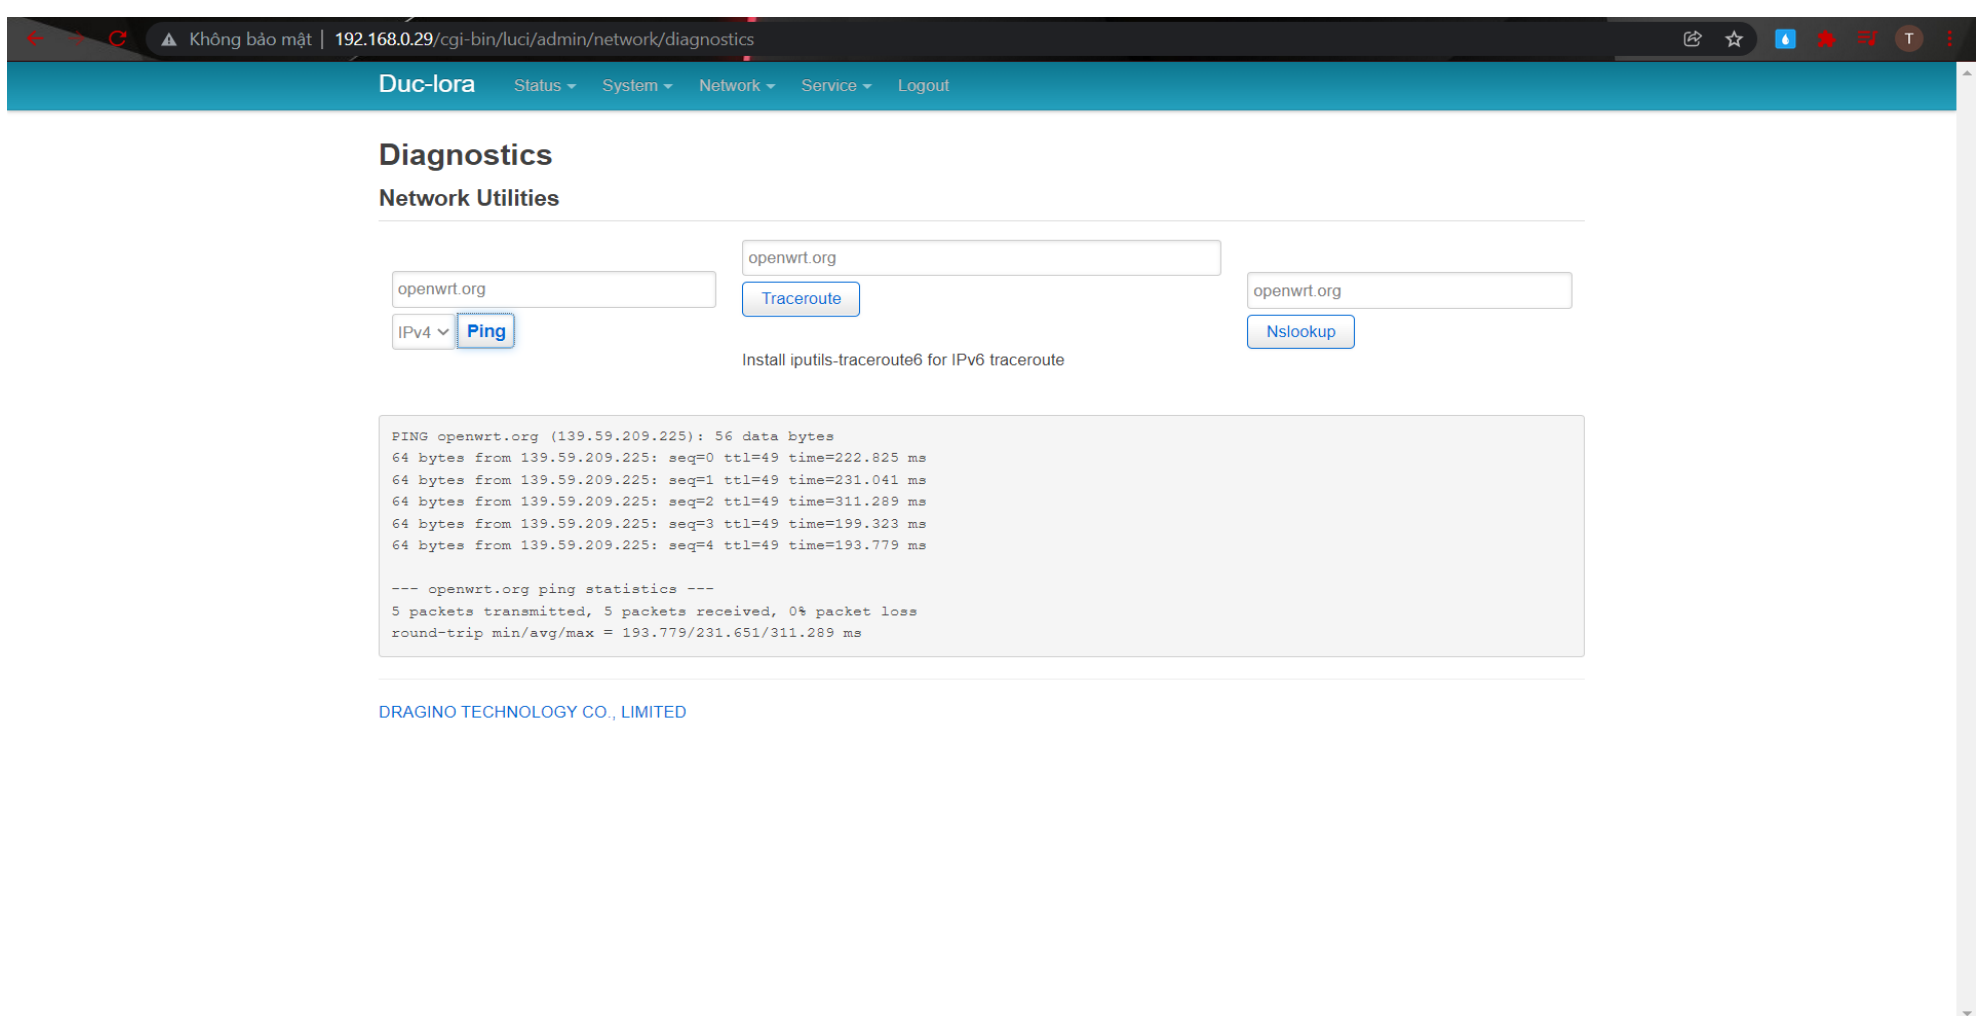 Không bảo mật | 192.168.0.29/cgi-bin/luci/admin/network/diagnostics
T
Duc-lora Status System Network Service Logout
Diagnostics
Network Utilities
openwrt.org
IPv4 Ping
openwrt.org
Traceroute
Install iputils-traceroute6 for IPv6 traceroute
openwrt.org
Nslookup
PING openwrt.org (139.59.209.225): 56 data bytes
64 bytes from 139.59.209.225: seq=0 ttl=49 time=222.825 ms
64 bytes from 139.59.209.225: seq=1 ttl=49 time=231.041 ms
64 bytes from 139.59.209.225: seq=2 ttl=49 time=311.289 ms
64 bytes from 139.59.209.225: seq=3 ttl=49 time=199.323 ms
64 bytes from 139.59.209.225: seq=4 ttl=49 time=193.779 ms
--- openwrt.org ping statistics ---
5 packets transmitted, 5 packets received, 0% packet loss
round-trip min/avg/max = 193.779/231.651/311.289 ms
DRAGINO TECHNOLOGY CO., LIMITED